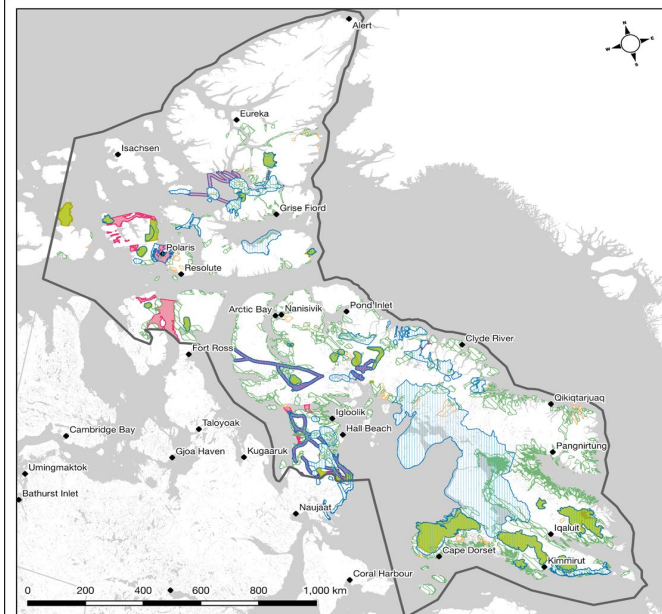 Alert
N
W
E
S
Eureka
Isachsen
Grise Fiord
Polaris
Resolute
Arctic Bay
Nanisivik
Pond Inlet
Clyde River
Fort Ross
Qikiqtarjuaq
Igloolik
Taloyoak
Cambridge Bay
Hall Beach
Pangnirtung
Gjoa Haven
Kugaaruk
Umingmaktok
Bathurst Inlet
Naujaat
Iqaluit
Cape Dorset
Kimmirut
Coral Harbour
0 200 400 600 800 1,000 km